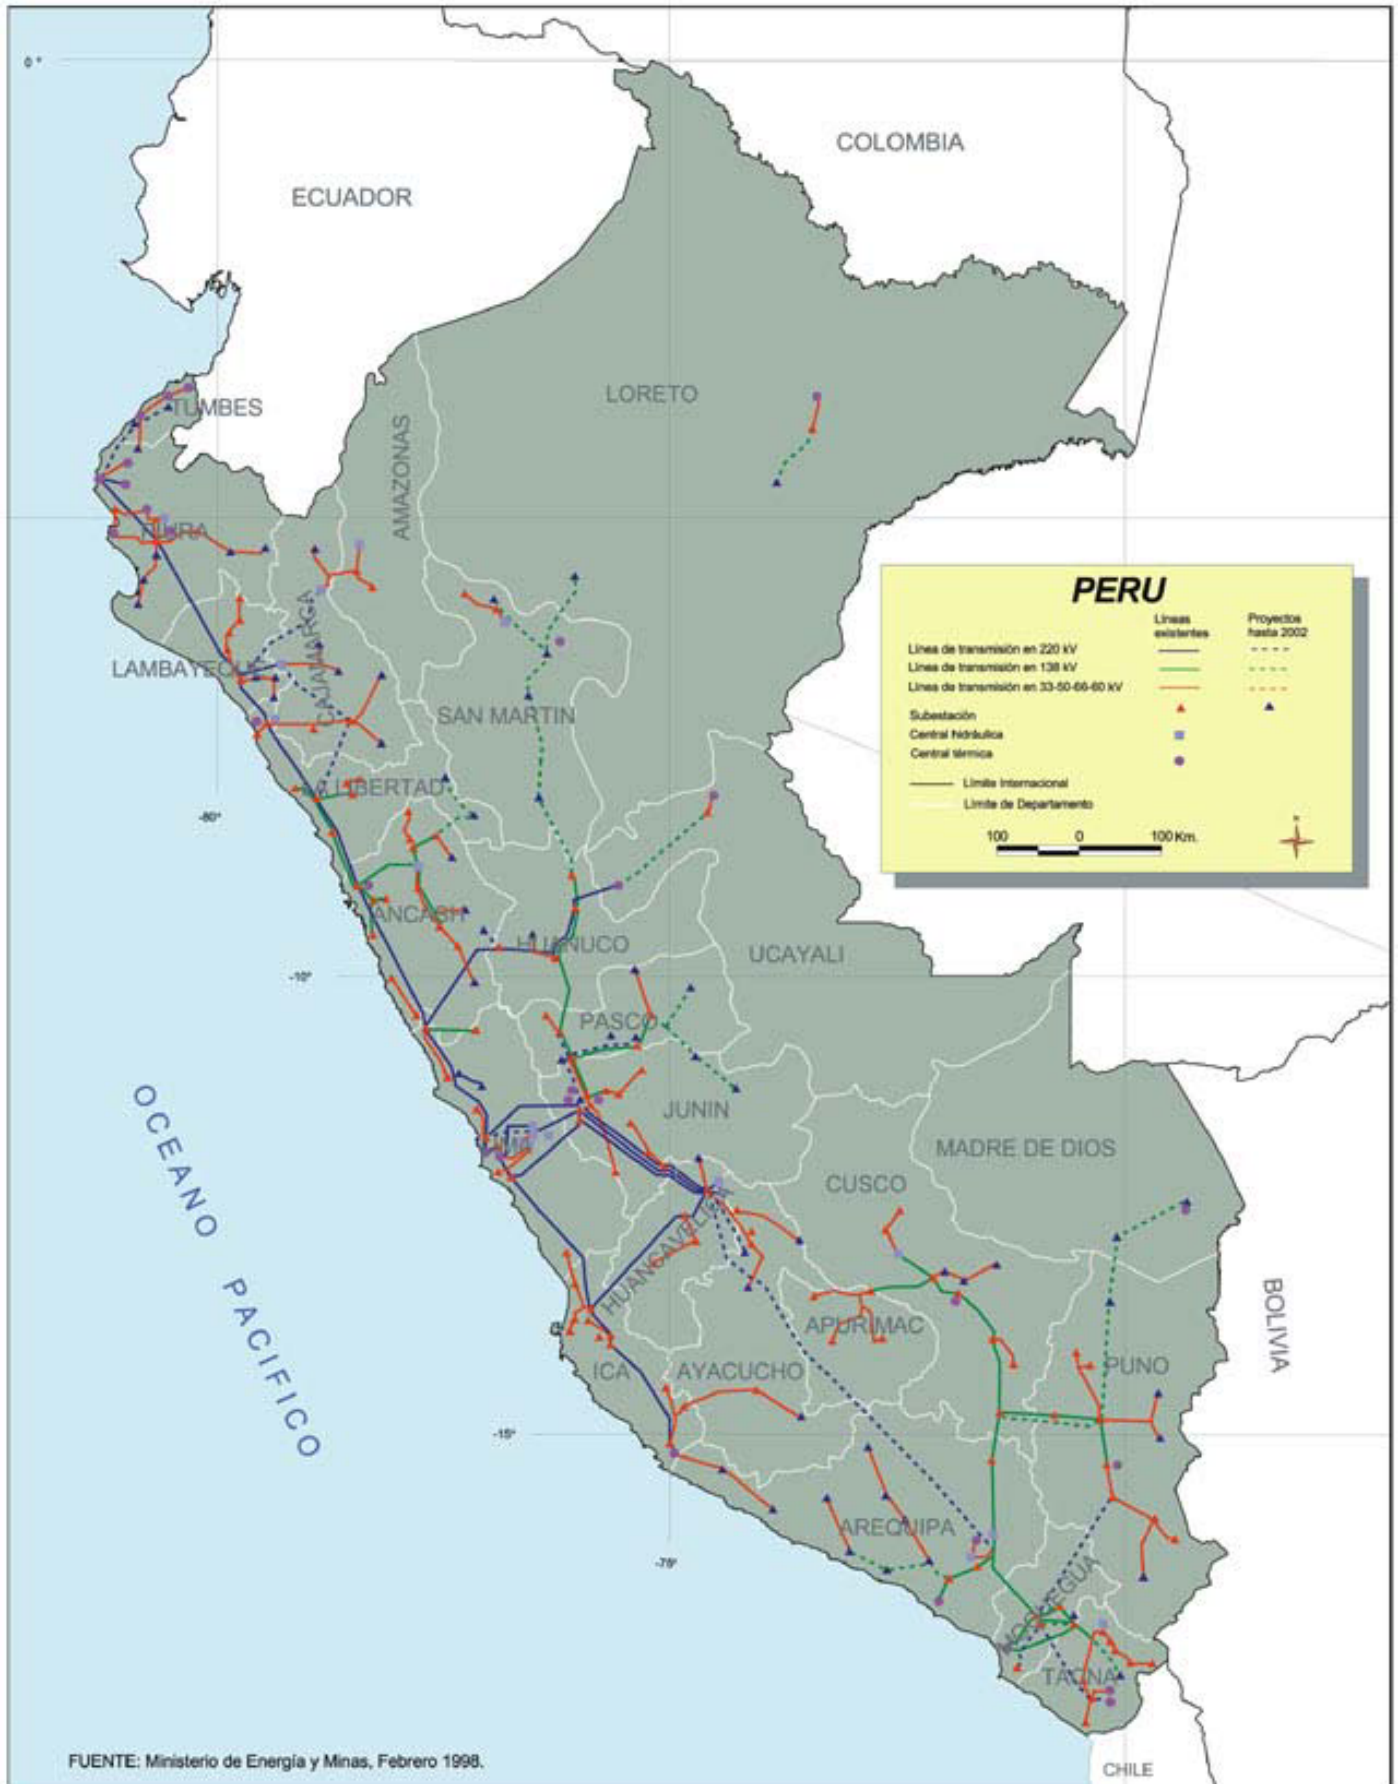 0°
COLOMBIA
ECUADOR
LORETO
TUMBES
AMAZONAS
PIURA
PERU
Líneas existentes
Proyectos hasta 2002
Línea de transmisión en 220 kV
Línea de transmisión en 138 kV
Línea de transmisión en 33-50-66-60 kV
Subestación
Central hidráulica
Central térmica
Límite Internacional
Límite de Departamento
100 0 100 Km.
N
CAJAMARCA
LAMBAYEQUE
SAN MARTIN
LA LIBERTAD
-80°
ANCASH
HUANUCO
UCAYALI
-10°
PASCO
JUNIN
LIMA
MADRE DE DIOS
CUSCO
OCEANO PACIFICO
HUANCAVELICA
BOLIVIA
APURIMAC
ICA
AYACUCHO
PUNO
-15°
AREQUIPA
-75°
MOQUEGUA
TACNA
FUENTE: Ministerio de Energía y Minas, Febrero 1998.
CHILE